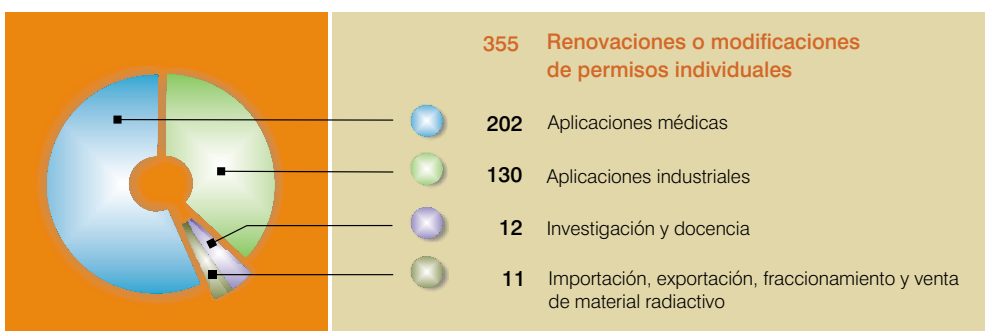 355 Renovaciones o modificaciones
de permisos individuales
202 Aplicaciones médicas
130 Aplicaciones industriales
12 Investigación y docencia
11 Importación, exportación, fraccionamiento y venta
de material radiactivo